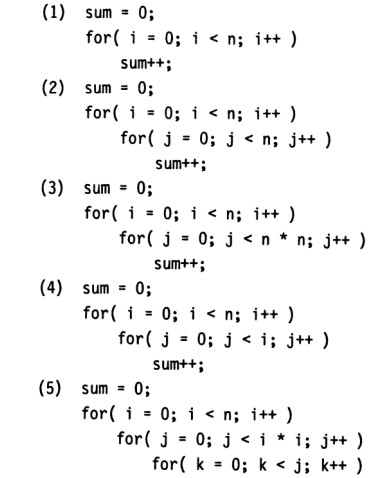 (1) sum = 0;
for( i = 0; i < n; i++ )
sum++;
(2) sum = 0;
for( i = 0; i < n; i++ )
for( j = 0; j < n; j++ )
sum++;
(3) sum = 0;
for( i = 0; i < n; i++ )
for( j = 0; j < n * n; j++ )
sum++;
(4) sum = 0;
for( i = 0; i < n; i++ )
for( j = 0; j < i; j++ )
sum++;
(5) sum = 0;
for( i = 0; i < n; i++ )
for( j = 0; j < i * i; j++ )
for( k = 0; k < j; k++ )